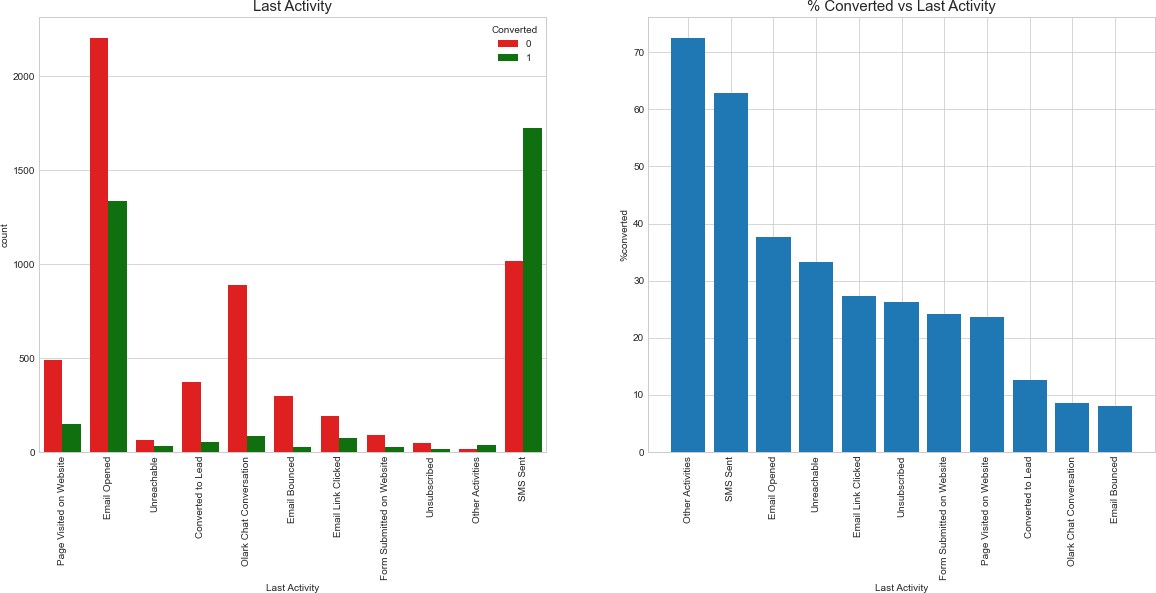 Last Activity
Converted
0
1
2000
1500
1000
500
0
count
Page Visited on Website
Email Opened
Unreachable
Converted to Lead
Olark Chat Conversation
Email Bounced
Email Link Clicked
Form Submitted on Website
Unsubscribed
Other Activities
SMS Sent
Last Activity
% Converted vs Last Activity
70
60
50
40
30
20
10
0
%converted
Other Activities
SMS Sent
Email Opened
Unreachable
Email Link Clicked
Unsubscribed
Form Submitted on Website
Page Visited on Website
Converted to Lead
Olark Chat Conversation
Email Bounced
Last Activity